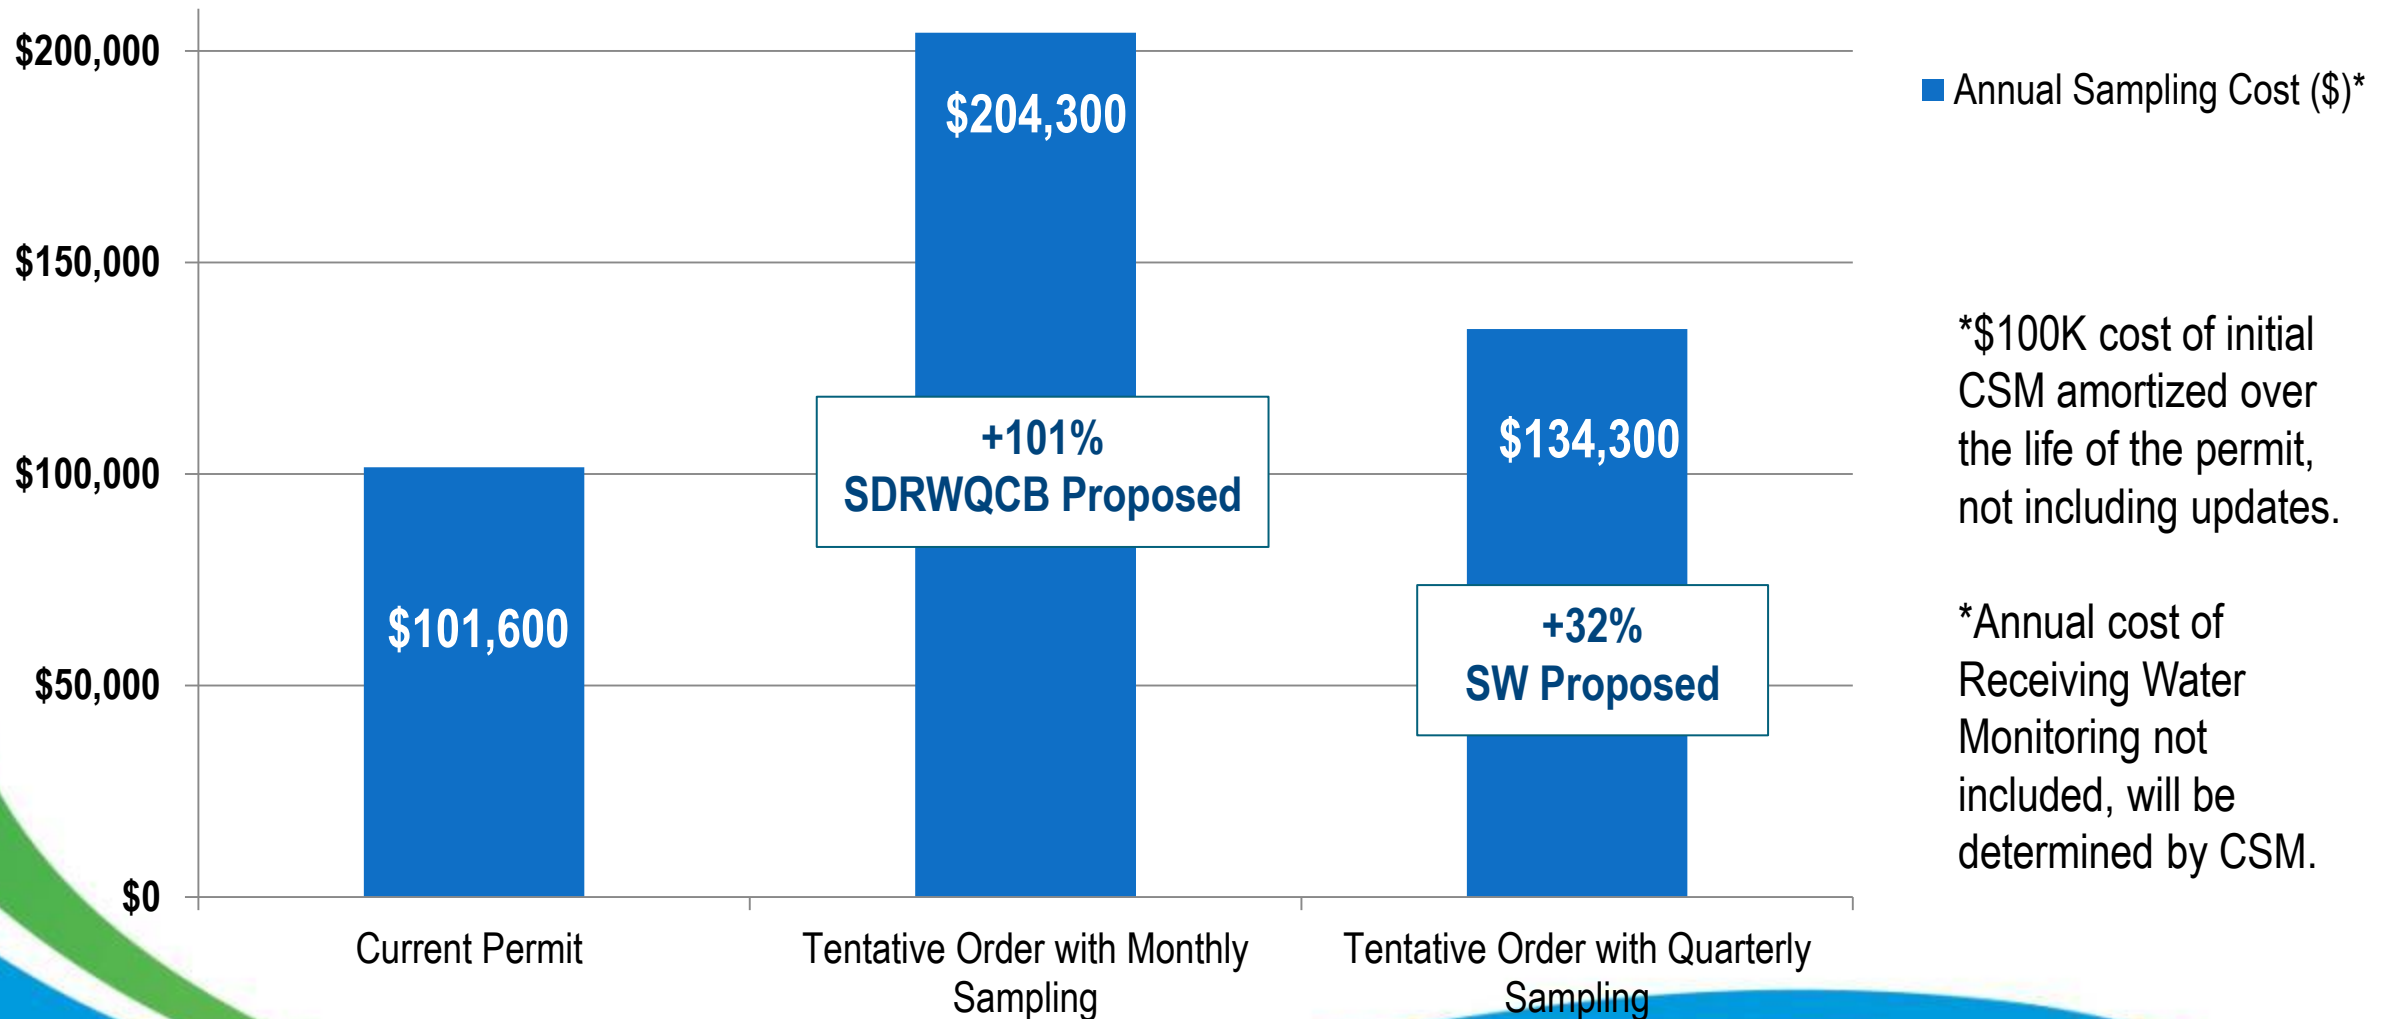 $200,000
$150,000
$100,000
$50,000
$0
$101,600
$204,300
+101%
SDRWQCB Proposed
$134,300
+32%
SW Proposed
Current Permit
Tentative Order with Monthly
Sampling
Tentative Order with Quarterly
Sampling
Annual Sampling Cost ($)*
*$100K cost of initial
CSM amortized over
the life of the permit,
not including updates.
*Annual cost of
Receiving Water
Monitoring not
included, will be
determined by CSM.